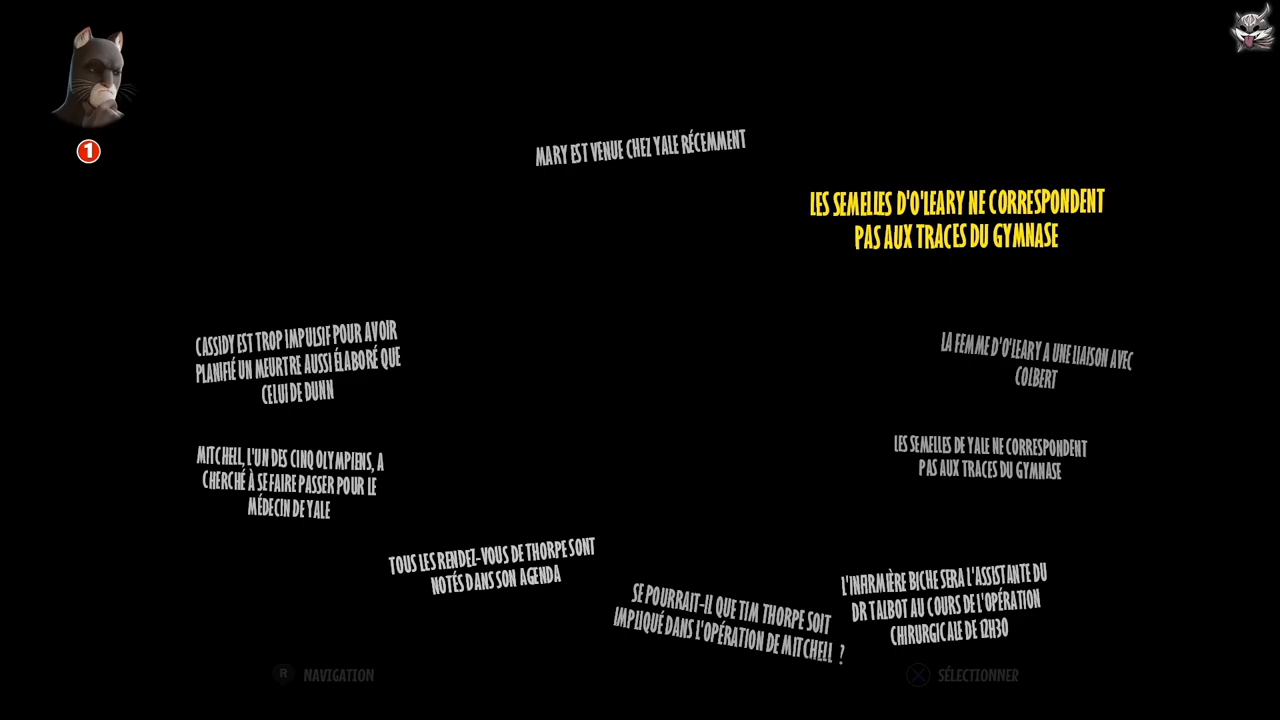 1
MARY EST VENUE CHEZ YALE RÉCEMMENT
LES SEMELLES D'O'LEARY NE CORRESPONDENT
PAS AUX TRACES DU GYMNASE
CASSIDY EST TROP IMPULSIF POUR AVOIR
PLANIFIÉ UN MEURTRE AUSSI ÉLABORÉ QUE
CELUI DE DUNN
LA FEMME D'O'LEARY A UNE LIAISON AVEC
COLBERT
MITCHELL, L'UN DES CINQ OLYMPIENS, A
CHERCHÉ À SE FAIRE PASSER POUR LE
MÉDECIN DE YALE
LES SEMELLES DE YALE NE CORRESPONDENT
PAS AUX TRACES DU GYMNASE
TOUS LES RENDEZ-VOUS DE THORPE SONT
NOTÉS DANS SON AGENDA
SE POURRAIT-IL QUE TIM THORPE SOIT
IMPLIQUÉ DANS L'OPÉRATION DE MITCHELL ?
L'INFIRMIÈRE BICHE SERA L'ASSISTANTE DU
DR TALBOT AU COURS DE L'OPÉRATION
CHIRURGICALE DE 12H30
R NAVIGATION
SÉLECTIONNER